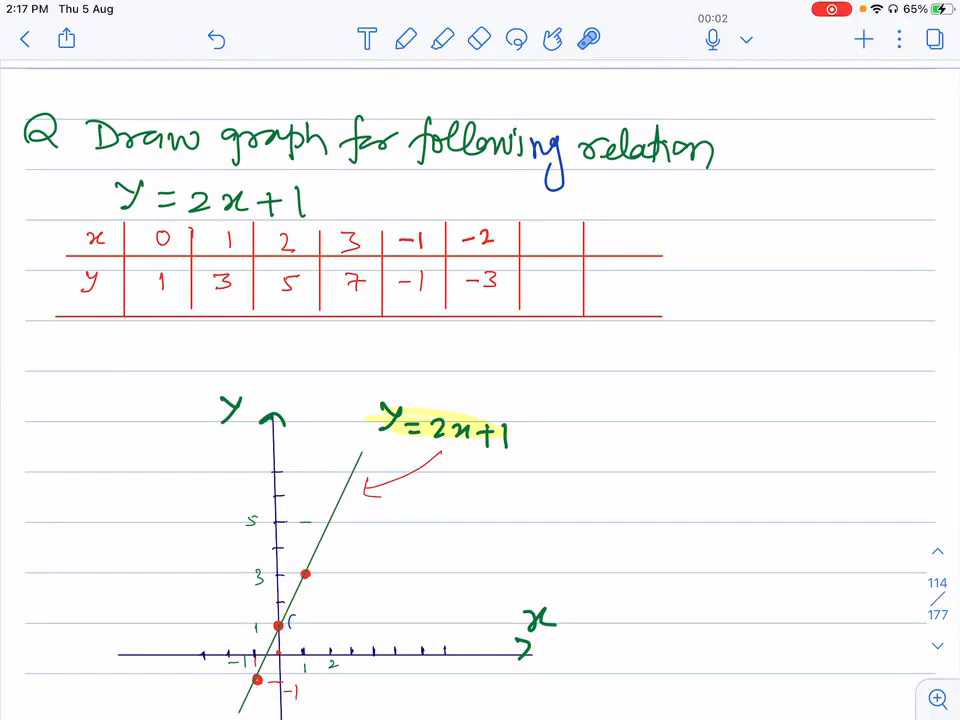 2:17 PM Thu 5 Aug
65%
00:02
T
Q Draw graph for following relation
y = 2x+1
x 0 1 2 3 -1 -2
y 1 3 5 7 -1 -3
Y
y = 2x+1
5
3
1
x
-1 1 2
-1
114
177